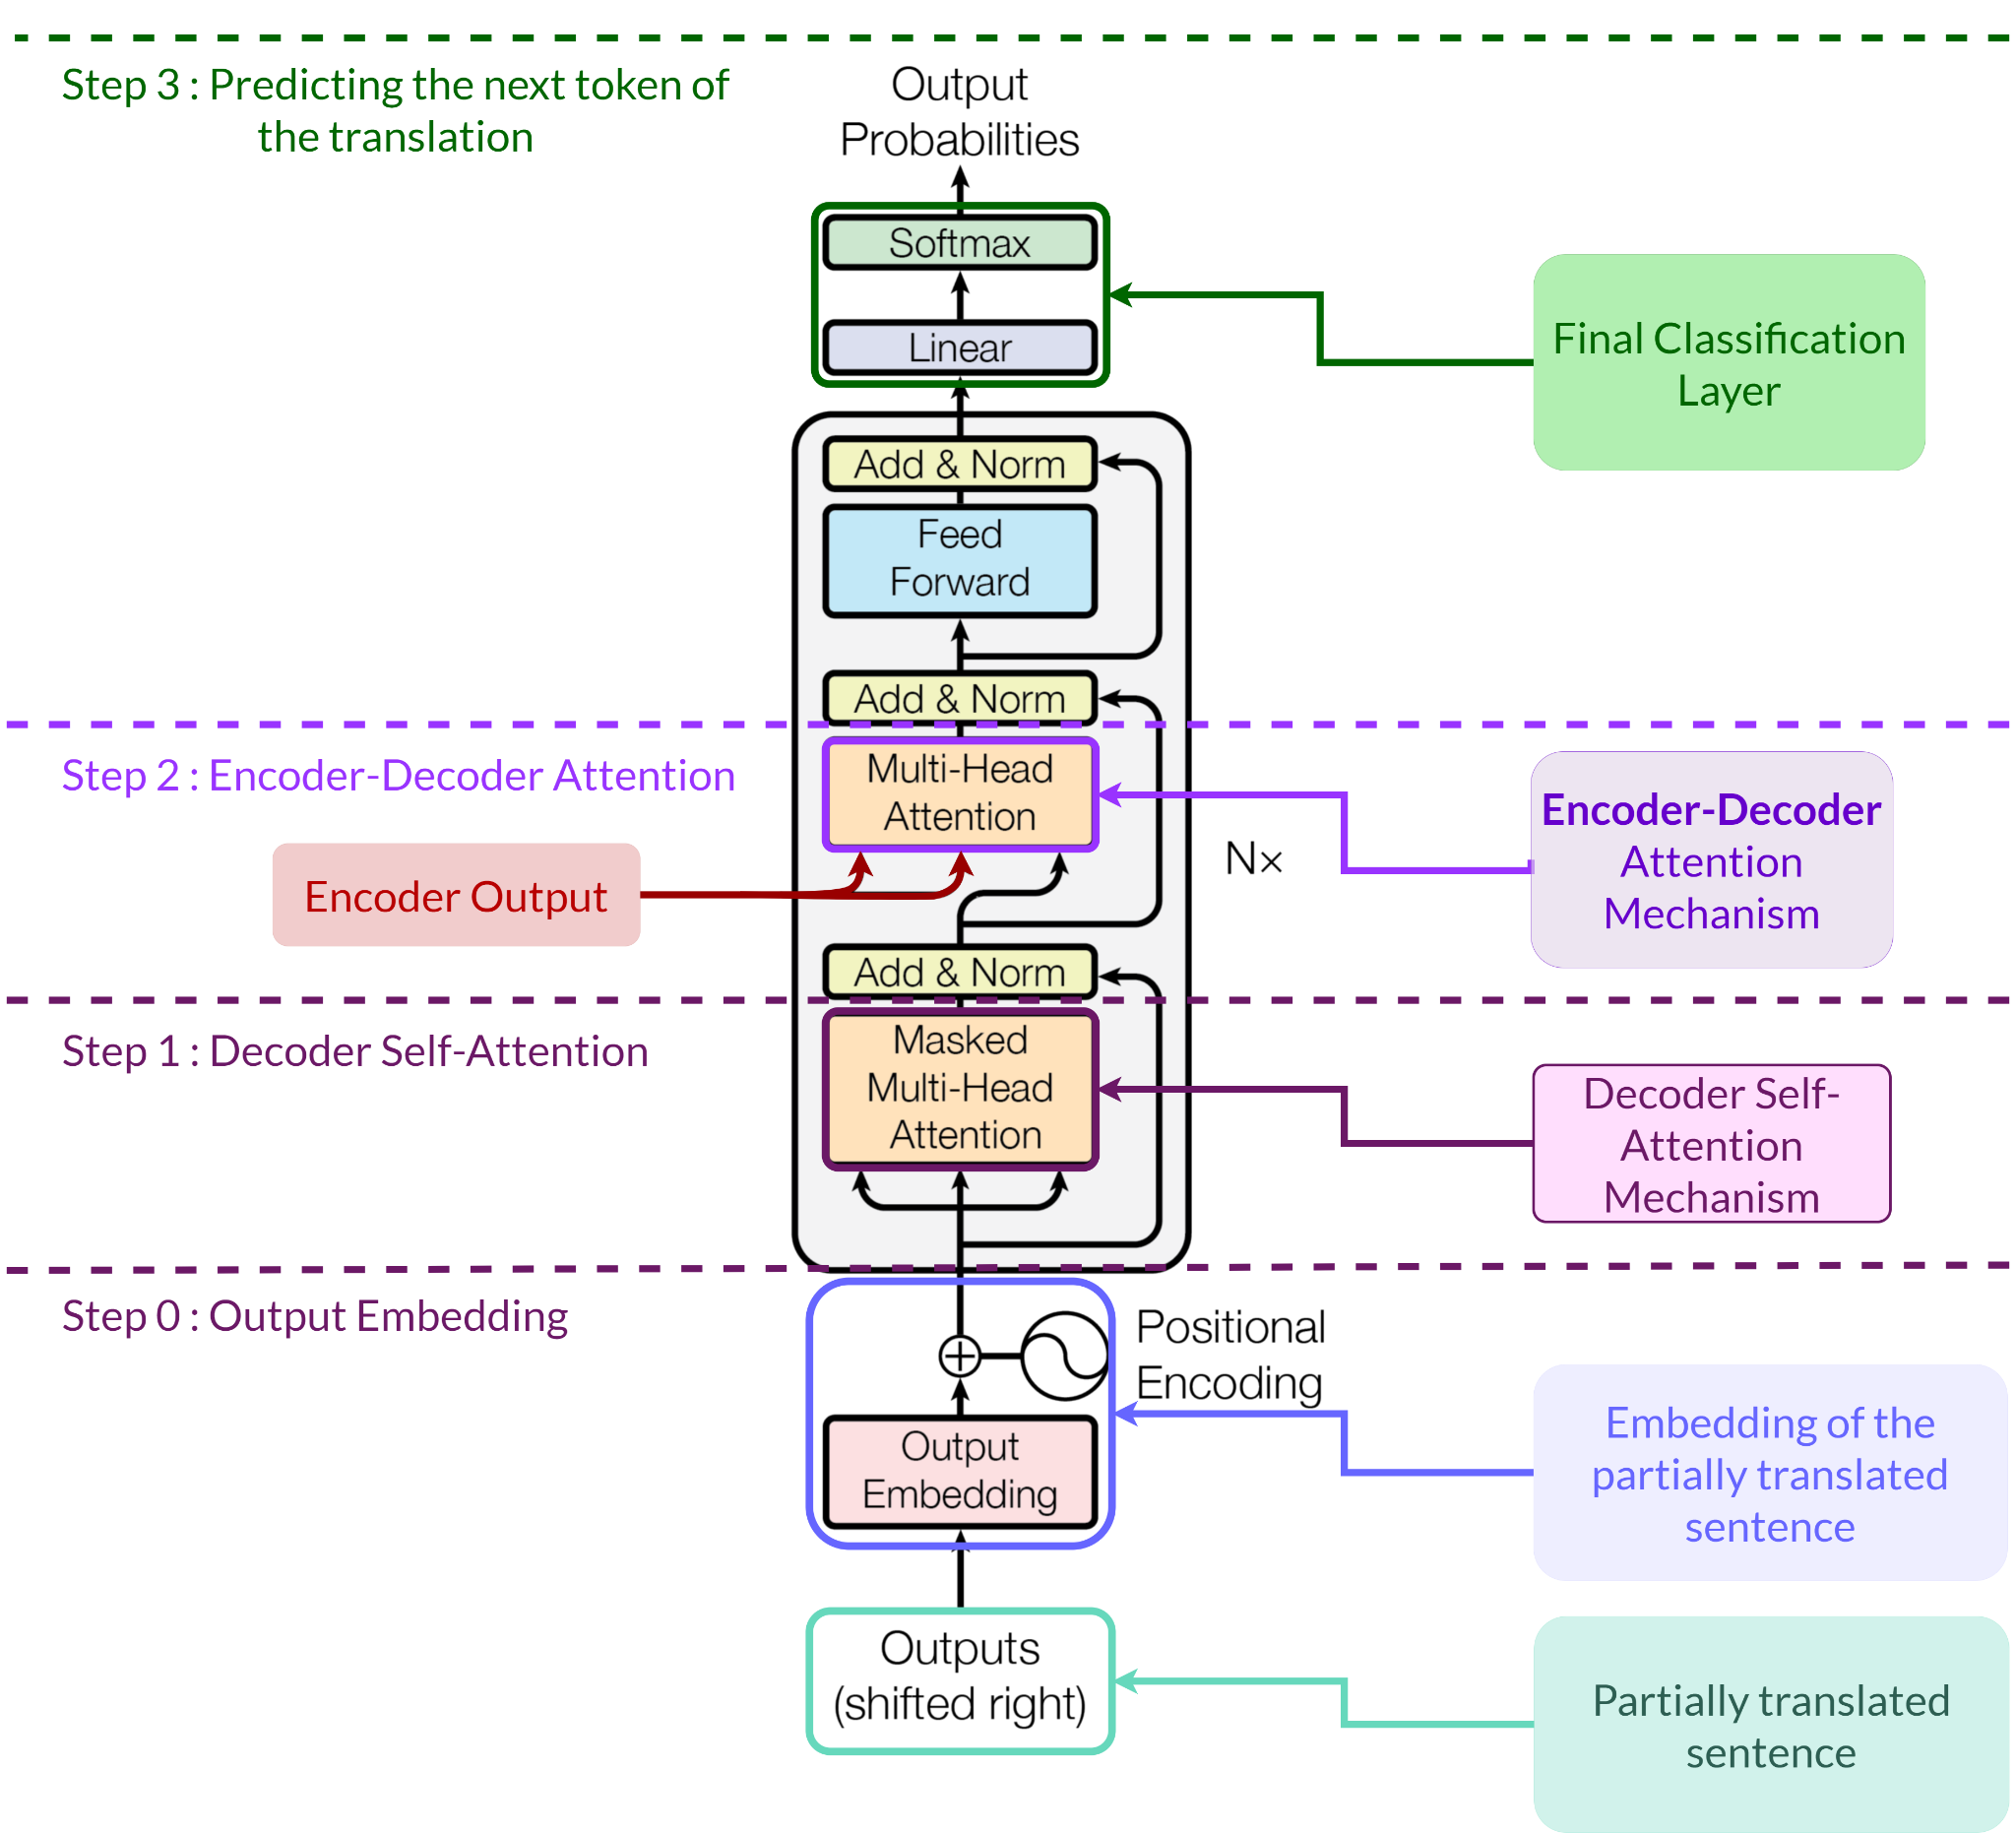 Step 3 : Predicting the next token of
the translation
Output
Probabilities
Softmax
Linear
Final Classification
Layer
Add & Norm
Feed
Forward
Add & Norm
Step 2 : Encoder-Decoder Attention
Multi-Head
Attention
Encoder-Decoder
Attention
Mechanism
N×
Encoder Output
Add & Norm
Step 1 : Decoder Self-Attention
Masked
Multi-Head
Attention
Decoder Self-
Attention
Mechanism
Step 0 : Output Embedding
Positional
Encoding
Output
Embedding
Embedding of the
partially translated
sentence
Outputs
(shifted right)
Partially translated
sentence